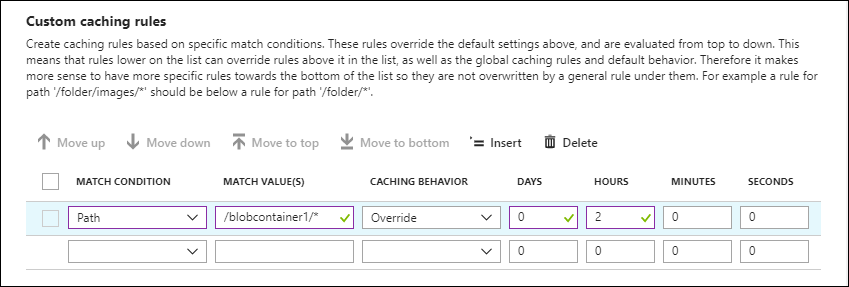 Custom caching rules
Create caching rules based on specific match conditions. These rules override the default settings above, and are evaluated from top to down. This
means that rules lower on the list can override rules above it in the list, as well as the global caching rules and default behavior. Therefore it makes
more sense to have more specific rules towards the bottom of the list so they are not overwritten by a general rule under them. For example a rule for
path '/folder/images/*' should be below a rule for path '/folder/*'.
Move up Move down Move to top Move to bottom Insert Delete
MATCH CONDITION MATCH VALUE(S) CACHING BEHAVIOR DAYS HOURS MINUTES SECONDS
Path /blobcontainer1/* Override 0 2 0 0
0 0 0 0